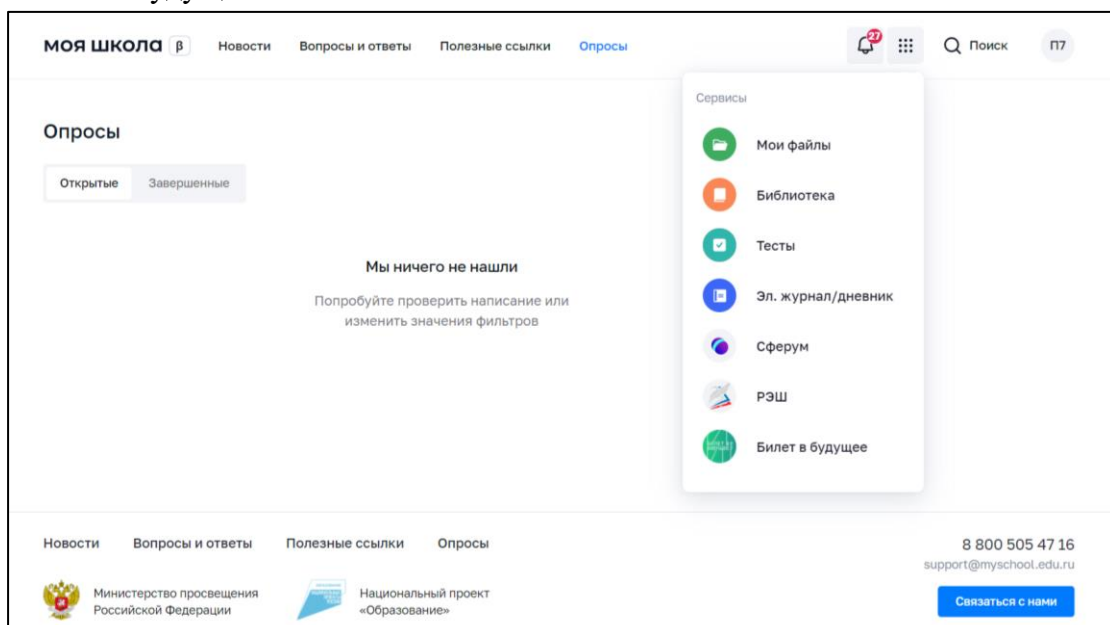 моя школа β Новости Вопросы и ответы Полезные ссылки Опросы 27 Поиск П7
Сервисы
Опросы
Мои файлы
Открытые Завершенные
Библиотека
Тесты
Мы ничего не нашли
Попробуйте проверить написание или
изменить значения фильтров
Эл. журнал/дневник
Сферум
РЭШ
Билет в будущее
Новости Вопросы и ответы Полезные ссылки Опросы
8 800 505 47 16
support@myschool.edu.ru
Министерство просвещения
Российской Федерации
Национальный проект
«Образование»
Связаться с нами